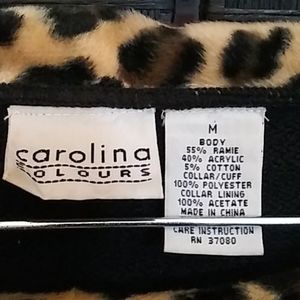 carolina
COLOURS
M
BODY
55% RAMIE
40% ACRYLIC
5% COTTON
COLLAR/CUFF
100% POLYESTER
COLLAR LINING
100% ACETATE
MADE IN CHINA
CARE INSTRUCTION
RN 37080